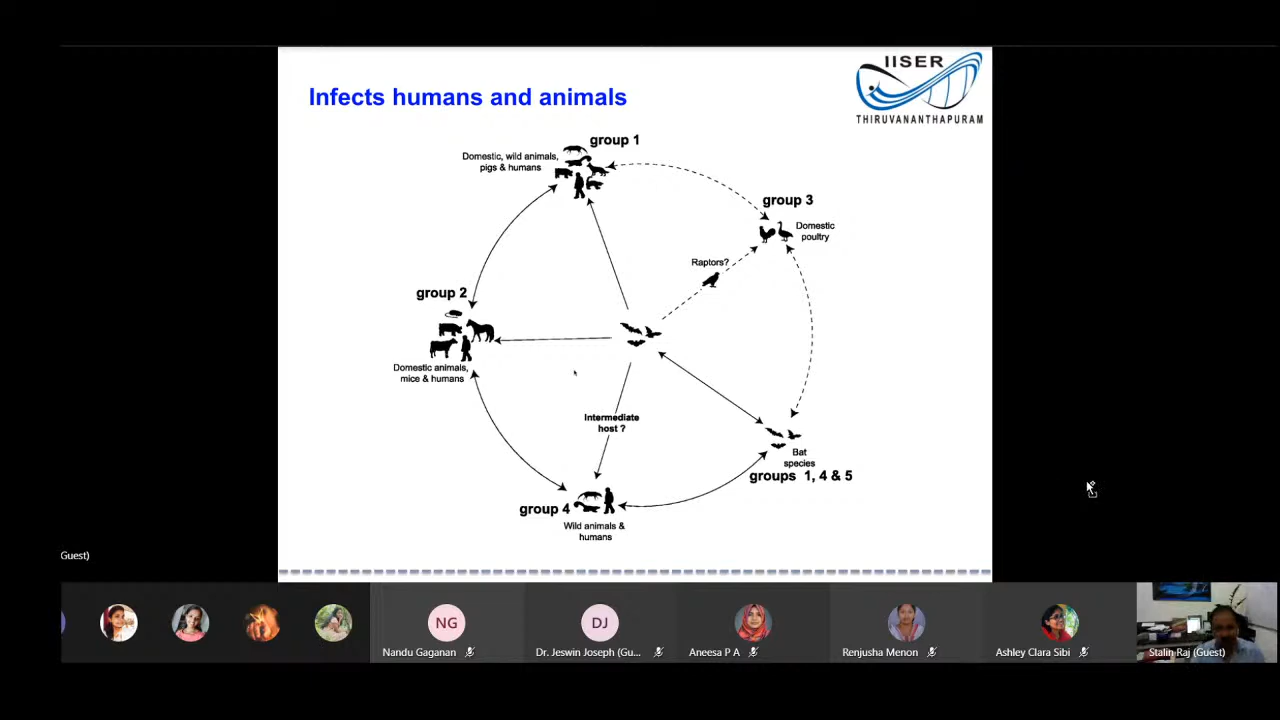 IISER
THIRUVANANTHAPURAM
Infects humans and animals
group 1
Domestic, wild animals,
pigs & humans
group 3
Domestic
poultry
Raptors?
group 2
Domestic animals,
mice & humans
Intermediate
host ?
Bat
species
groups 1, 4 & 5
group 4
Wild animals &
humans
Guest)
NG
Nandu Gaganan
DJ
Dr. Jeswin Joseph (Gu...
Aneesa P A
Renjusha Menon
Ashley Clara Sibi
Stalin Raj (Guest)